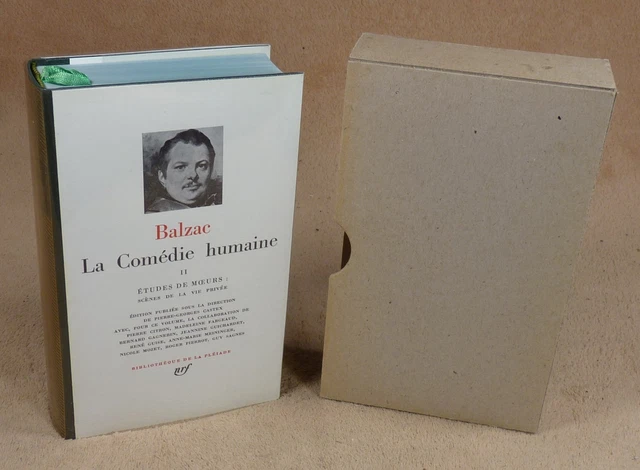 Balzac
La Comédie humaine
II
ÉTUDES DE MŒURS :
SCÈNES DE LA VIE PRIVÉE
ÉDITION PUBLIÉE SOUS LA DIRECTION
DE PIERRE-GEORGES CASTEX
AVEC, POUR CE VOLUME, LA COLLABORATION DE
PIERRE CITRON, MADELEINE FARGEAUD,
BERNARD GAGNEBIN, JEANNINE GUICHARDET,
RENÉ GUISE, ANNE-MARIE MEININGER,
NICOLE MOZET, ROGER PIERROT, GUY SAGNES
BIBLIOTHÈQUE DE LA PLÉIADE
nrf